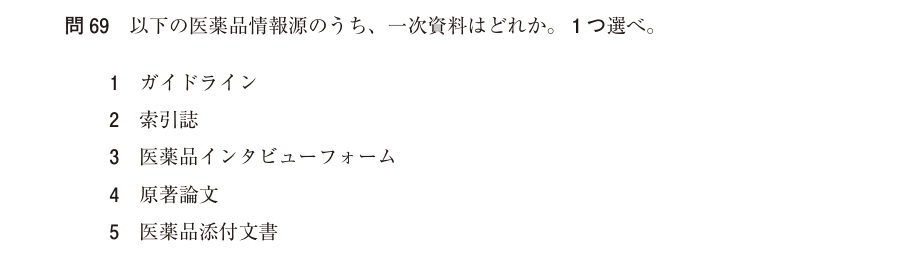 問69 以下の医薬品情報源のうち、一次資料はどれか。1つ選べ。
1 ガイドライン
2 索引誌
3 医薬品インタビューフォーム
4 原著論文
5 医薬品添付文書